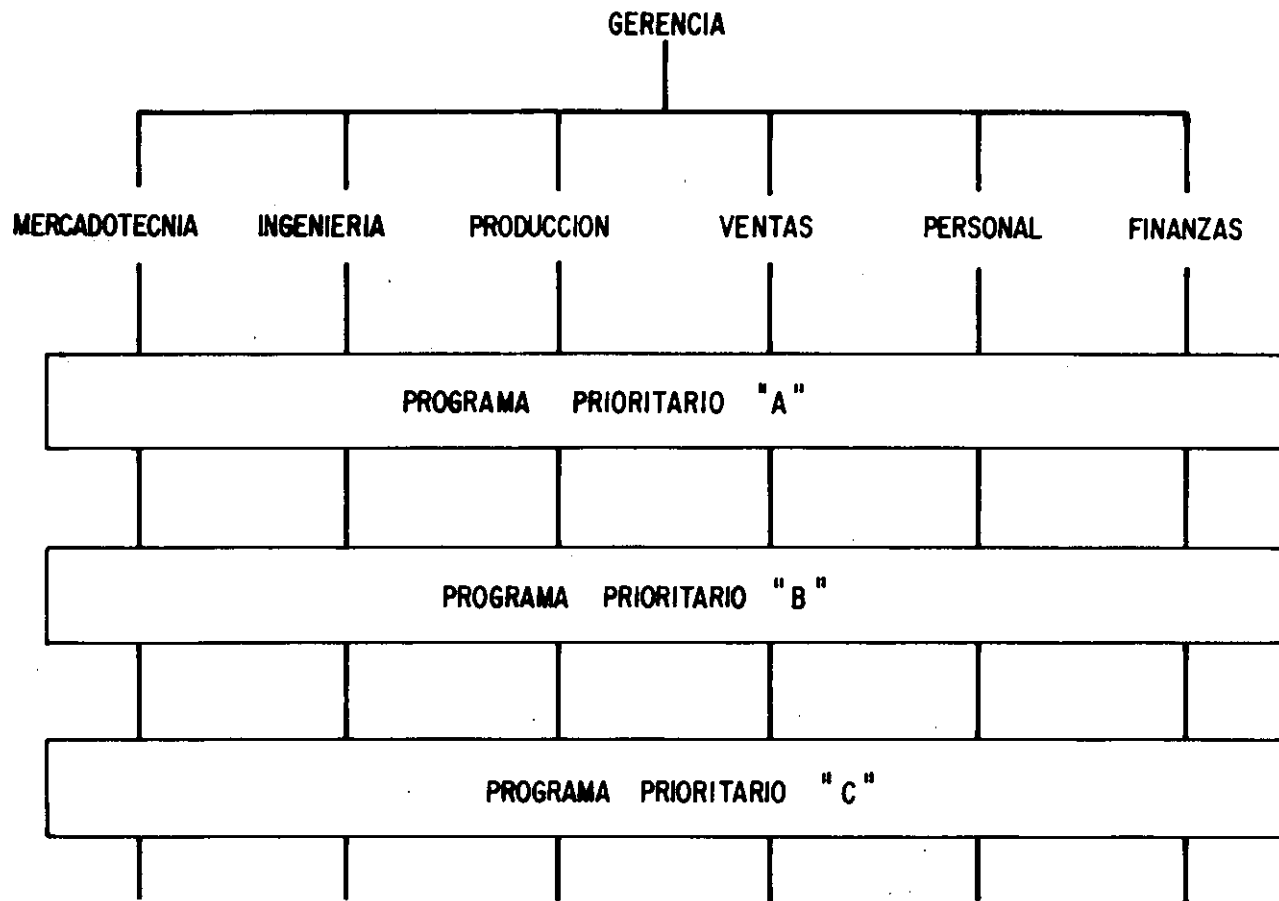 GERENCIA
MERCADOTECNIA INGENIERIA PRODUCCION VENTAS PERSONAL FINANZAS
PROGRAMA PRIORITARIO "A"
PROGRAMA PRIORITARIO "B"
PROGRAMA PRIORITARIO "C"